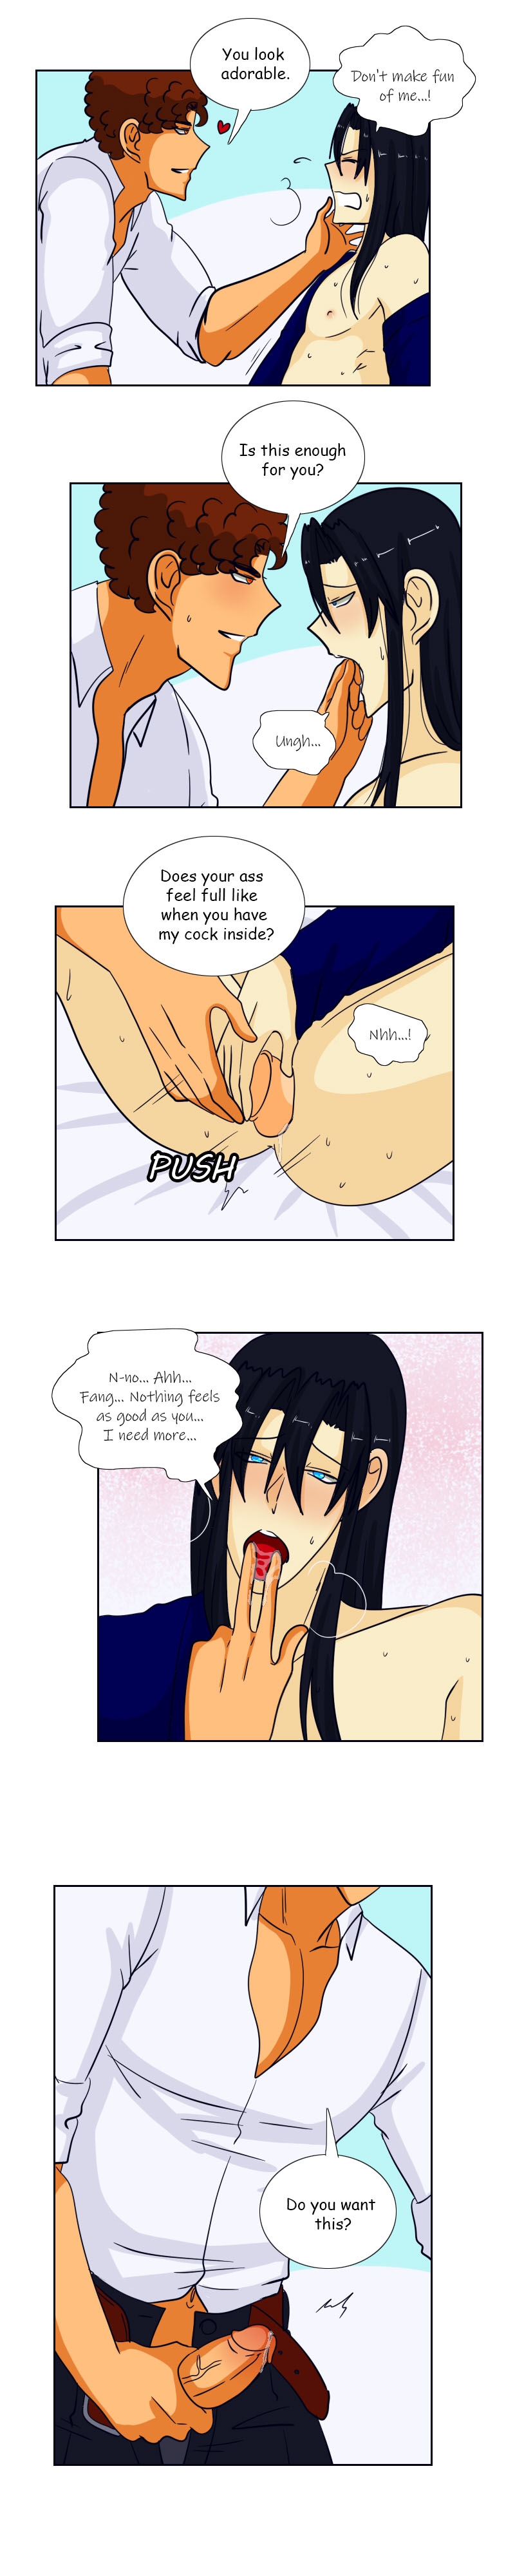 You look
adorable.
Don't make fun
of me...!
Is this enough
for you?
Ungh...
Does your ass
feel full like
when you have
my cock inside?
Nhh...!
PUSH
N-no... Ahh...
Fang... Nothing feels
as good as you...
I need more...
Do you want
this?